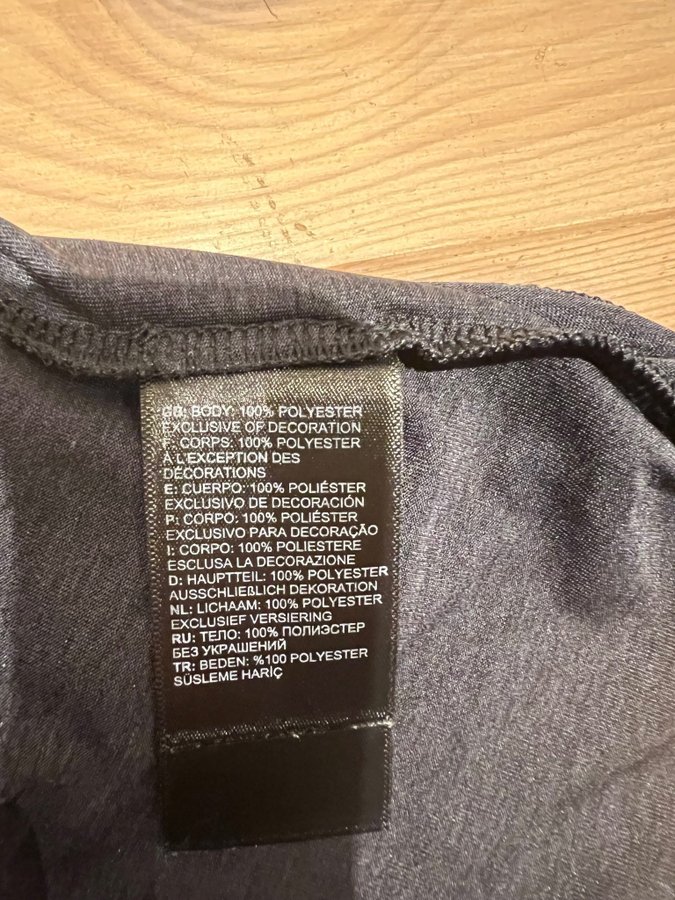 GB: BODY: 100% POLYESTER
EXCLUSIVE OF DECORATION
F: CORPS: 100% POLYESTER
À L'EXCEPTION DES
DÉCORATIONS
E: CUERPO: 100% POLIÉSTER
EXCLUSIVO DE DECORACIÓN
P: CORPO: 100% POLIÉSTER
EXCLUSIVO PARA DECORAÇÃO
I: CORPO: 100% POLIESTERE
ESCLUSA LA DECORAZIONE
D: HAUPTTEIL: 100% POLYESTER
AUSSCHLIEßLICH DEKORATION
NL: LICHAAM: 100% POLYESTER
EXCLUSIEF VERSIERING
RU: ТЕЛО: 100% ПОЛИЭСТЕР
БЕЗ УКРАШЕНИЙ
TR: BEDEN: %100 POLYESTER
SÜSLEME HARİÇ